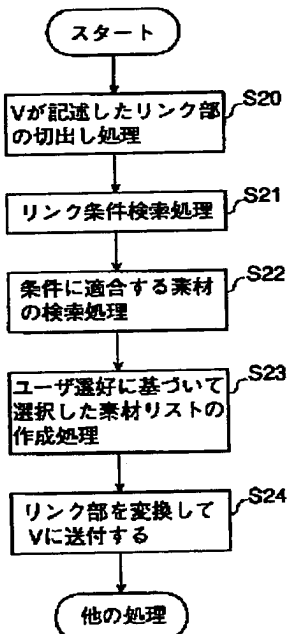 スタート
Vが記述したリンク部
の切出し処理
S20
リンク条件検索処理
S21
条件に適合する素材
の検索処理
S22
ユーザ選好に基づいて
選択した素材リストの
作成処理
S23
リンク部を変換して
Vに送付する
S24
他の処理